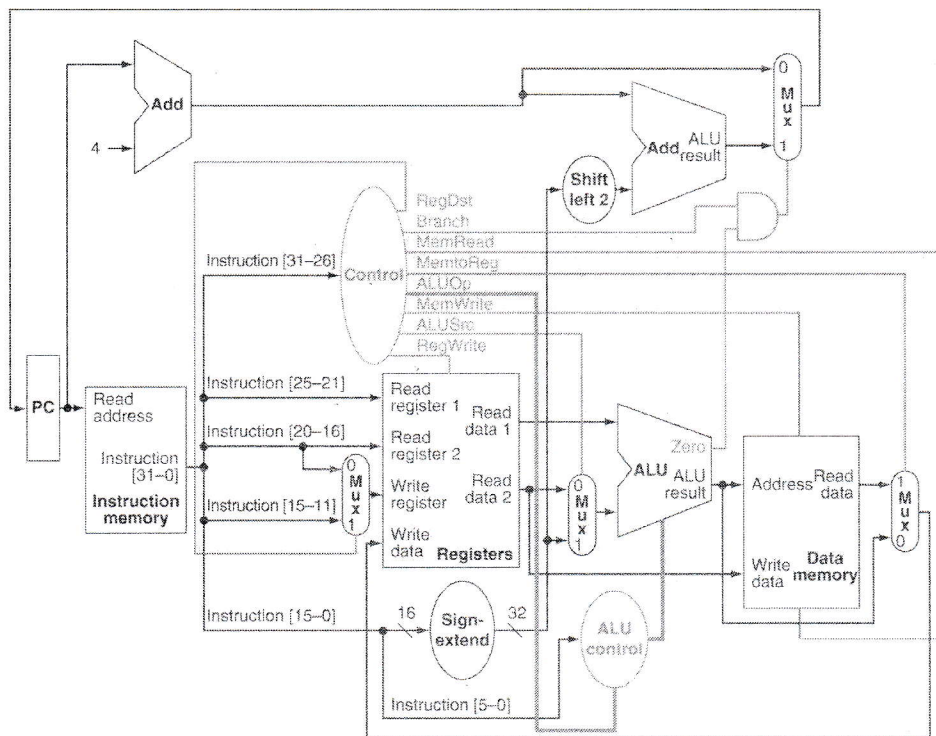 Add
4
0
Mux
1
Add
ALU
result
Shift
left 2
RegDst
Branch
MemRead
MemtoReg
ALUOp
MemWrite
ALUSrc
RegWrite
Instruction [31–26]
Control
PC
Read
address
Instruction
[31–0]
Instruction
memory
Instruction [25–21]
Instruction [20–16]
Instruction [15–11]
0
Mux
1
Read
register 1
Read
register 2
Write
register
Write
data
Read
data 1
Read
data 2
Registers
0
Mux
1
Zero
ALU
ALU
result
Address
Read
data
Write
data
Data
memory
1
Mux
0
Instruction [15–0]
16
Sign-
extend
32
ALU
control
Instruction [5–0]